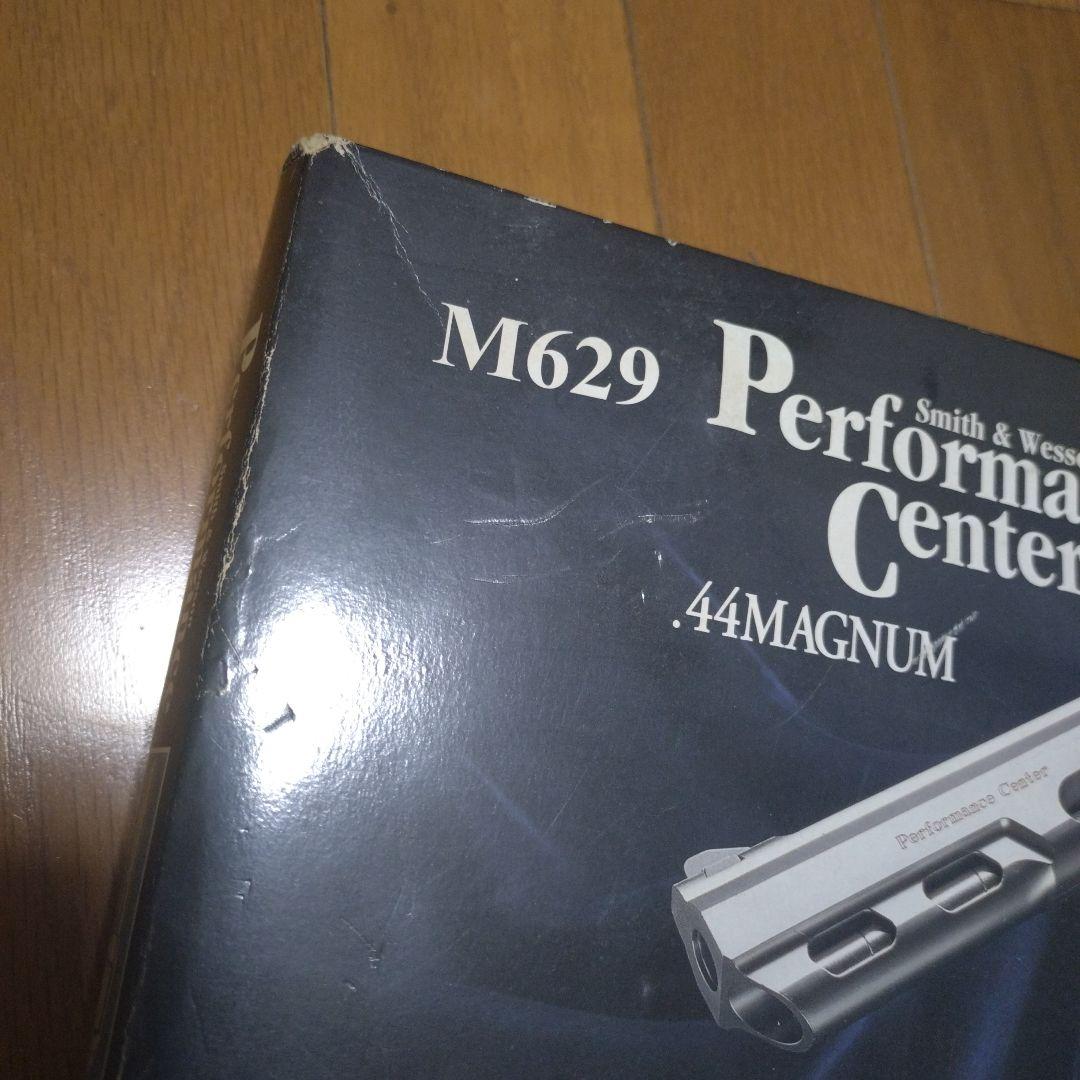 M629
Smith & Wess
Performa
Center
.44MAGNUM
Performance Center